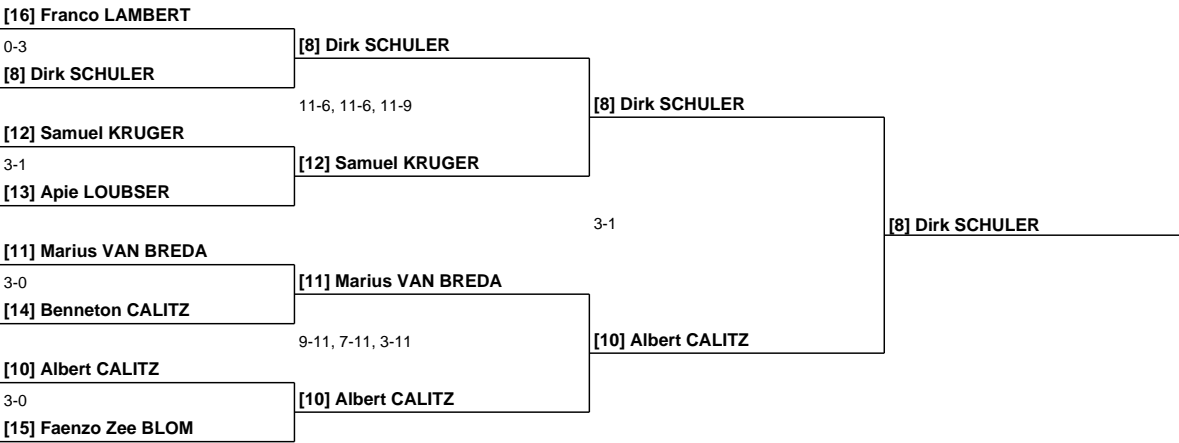 [16] Franco LAMBERT
0-3
[8] Dirk SCHULER
[8] Dirk SCHULER
11-6, 11-6, 11-9
[8] Dirk SCHULER
[12] Samuel KRUGER
3-1
[12] Samuel KRUGER
[13] Apie LOUBSER
3-1
[8] Dirk SCHULER
[11] Marius VAN BREDA
3-0
[11] Marius VAN BREDA
[14] Benneton CALITZ
9-11, 7-11, 3-11
[10] Albert CALITZ
[10] Albert CALITZ
3-0
[10] Albert CALITZ
[15] Faenzo Zee BLOM